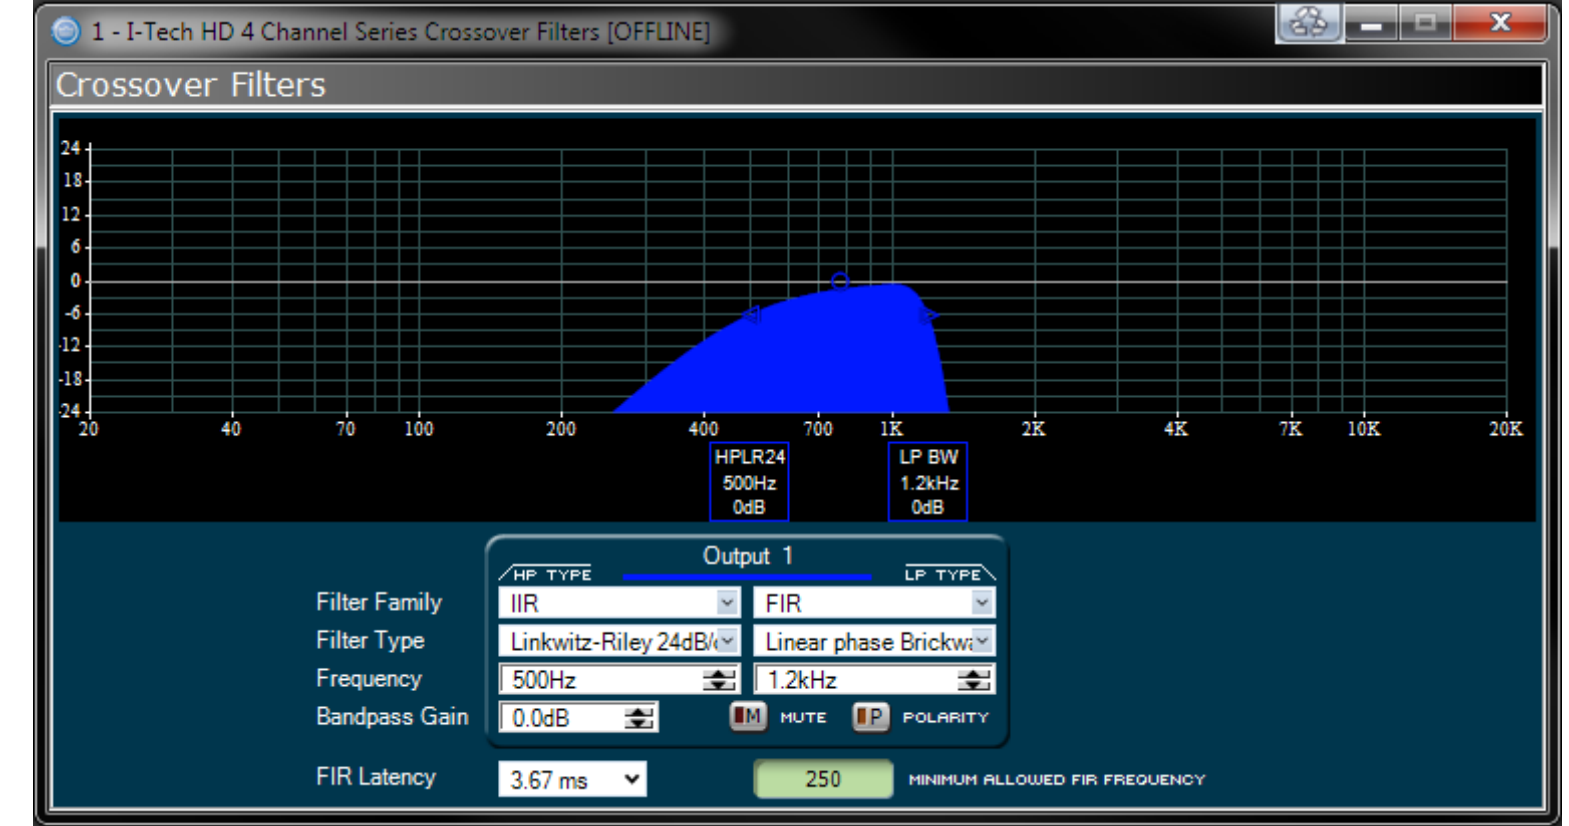 1 - I-Tech HD 4 Channel Series Crossover Filters [OFFLINE]
Crossover Filters
24
18
12
6
0
-6
-12
-18
-24
20 40 70 100 200 400 700 1K 2K 4K 7K 10K 20K
HPLR24 LP BW
500Hz 1.2kHz
0dB 0dB
Output 1
HP TYPE LP TYPE
Filter Family IIR FIR
Filter Type Linkwitz-Riley 24dB/ Linear phase Brickwa
Frequency 500Hz 1.2kHz
Bandpass Gain 0.0dB M MUTE P POLARITY
FIR Latency 3.67 ms 250 MINIMUM ALLOWED FIR FREQUENCY